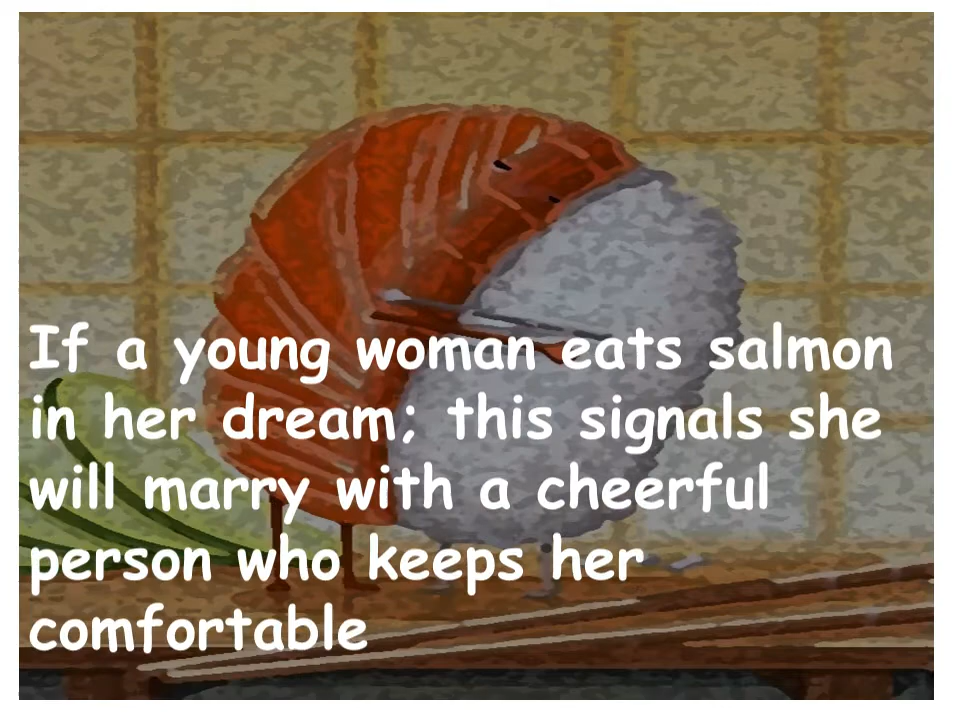 If a young woman eats salmon
in her dream; this signals she
will marry with a cheerful
person who keeps her
comfortable